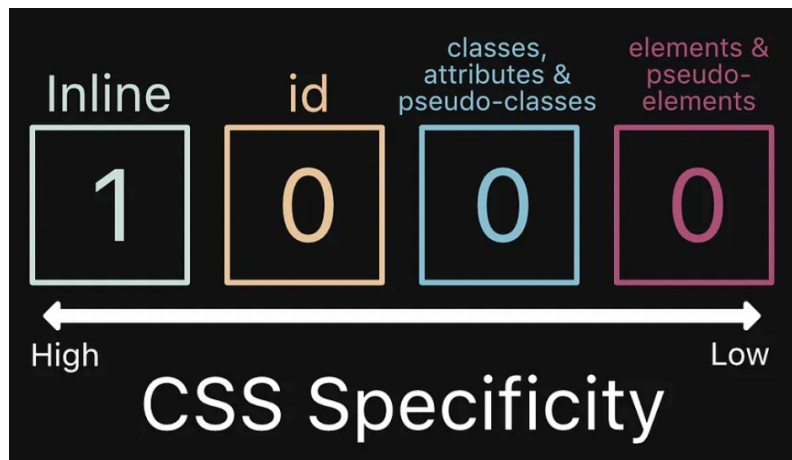 Inline
id
classes,
attributes &
pseudo-classes
elements &
pseudo-
elements
1
0
0
0
High
Low
CSS Specificity